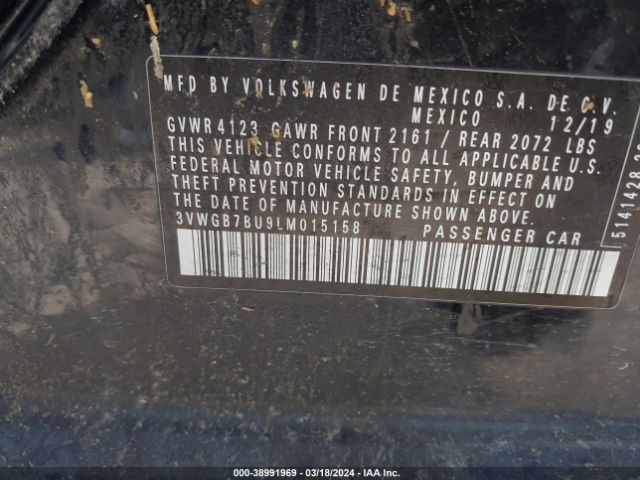 MFD BY VOLKSWAGEN DE MEXICO S.A. DE C.V.
MEXICO 12/19
GVWR 4123 GAWR FRONT 2161 / REAR 2072 LBS
THIS VEHICLE CONFORMS TO ALL APPLICABLE U.S.
FEDERAL MOTOR VEHICLE SAFETY, BUMPER AND
THEFT PREVENTION STANDARDS IN EFFECT ON
THE DATE OF MANUFACTURE SHOWN ABOVE.
3VWGB7BU9LM015158 PASSENGER CAR
000-38991969 - 03/18/2024 - IAA Inc.